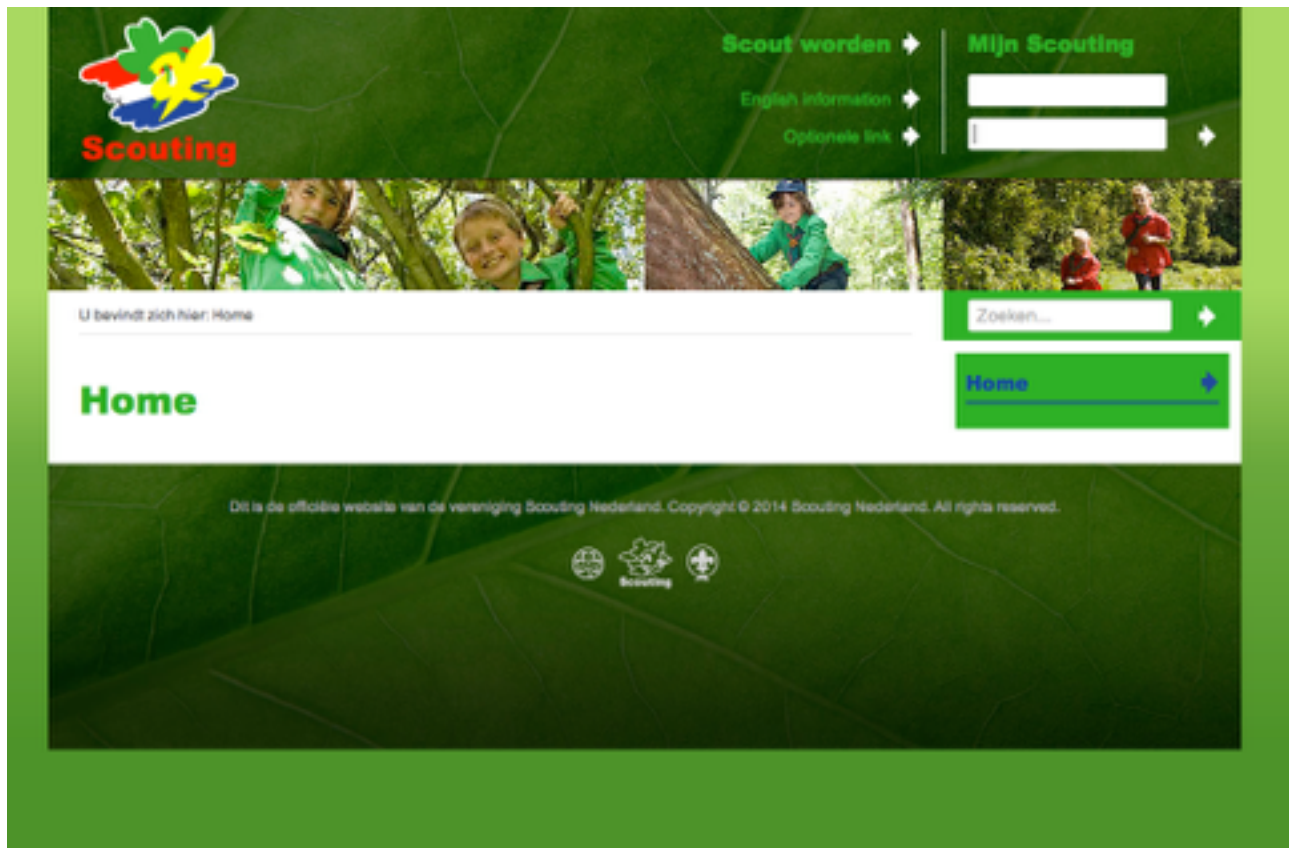 Scouting
Scout worden
English information
Optionele link
Mijn Scouting
U bevindt zich hier: Home
Zoeken...
Home
Home
Dit is de officiële website van de vereniging Scouting Nederland. Copyright © 2014 Scouting Nederland. All rights reserved.
Scouting